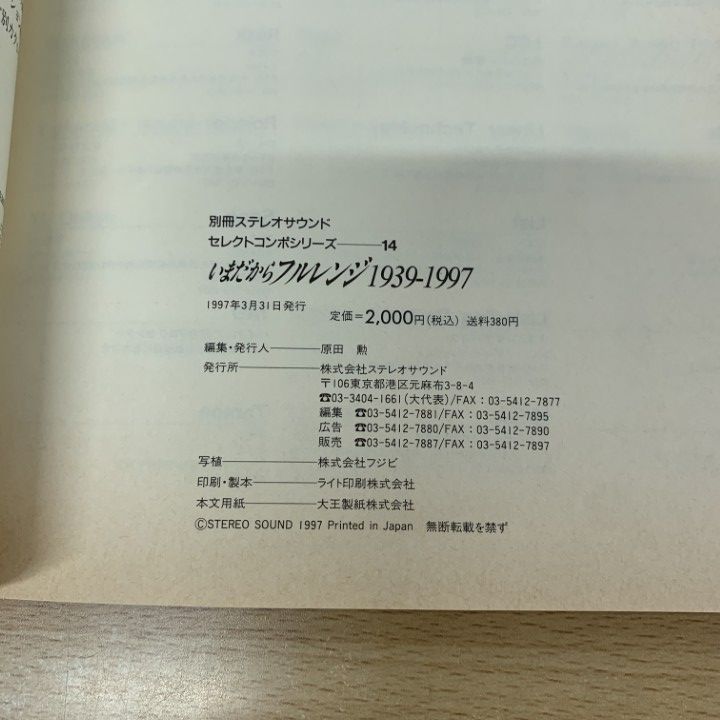 別冊ステレオサウンド
セレクトコンポシリーズ――14
いまだからフルレンジ1939-1997
1997年3月31日発行 定価=2,000円(税込) 送料380円
編集・発行人――原田 勲
発行所――株式会社ステレオサウンド
〒106東京都港区元麻布3-8-4
☎03-3404-1661(大代表)/FAX:03-5412-7877
編集 ☎03-5412-7881/FAX:03-5412-7895
広告 ☎03-5412-7880/FAX:03-5412-7890
販売 ☎03-5412-7887/FAX:03-5412-7897
写植――株式会社フジビ
印刷・製本――ライト印刷株式会社
本文用紙――大王製紙株式会社
©STEREO SOUND 1997 Printed in Japan 無断転載を禁ず